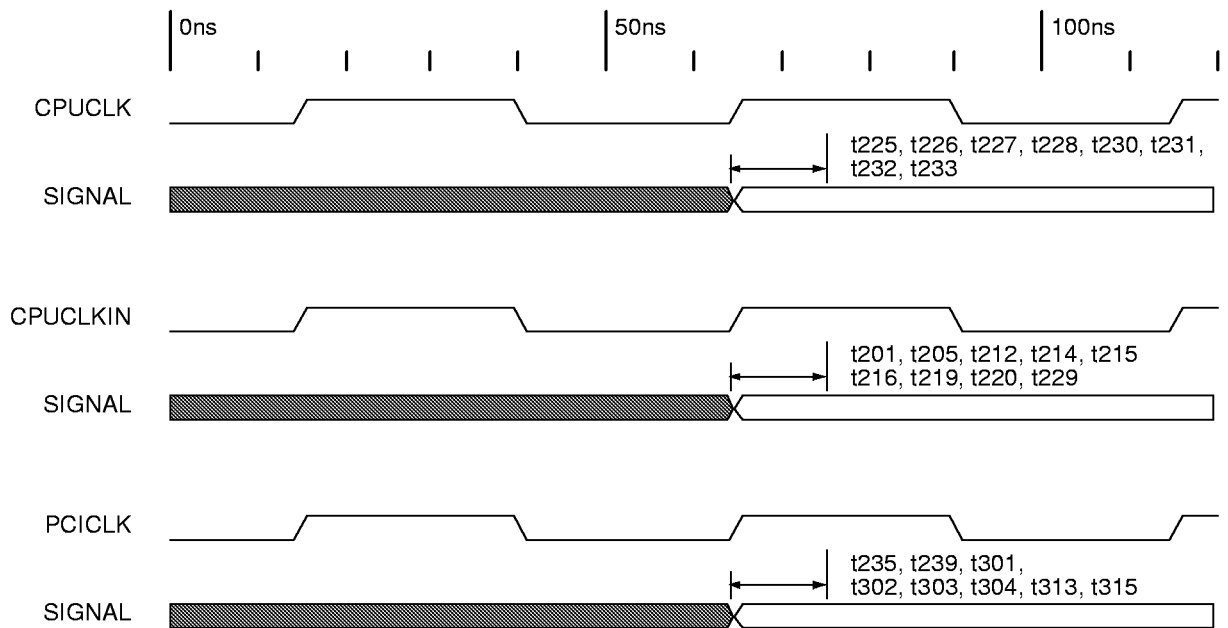 0ns
50ns
100ns
CPUCLK
t225, t226, t227, t228, t230, t231,
t232, t233
SIGNAL
CPUCLKIN
t201, t205, t212, t214, t215
t216, t219, t220, t229
SIGNAL
PCICLK
t235, t239, t301,
t302, t303, t304, t313, t315
SIGNAL